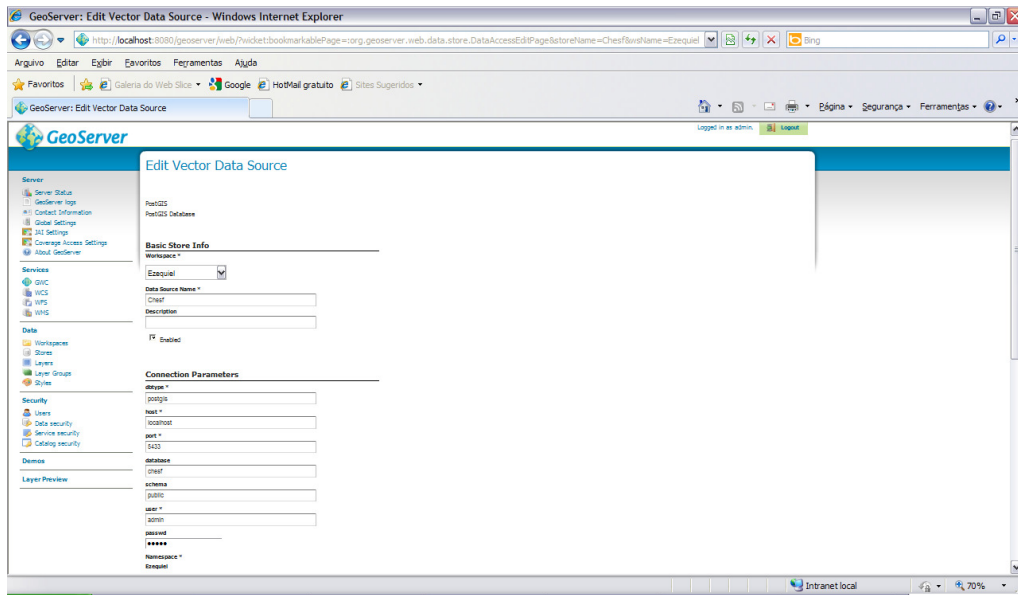 GeoServer: Edit Vector Data Source - Windows Internet Explorer
http://localhost:8080/geoserver/web/?wicket:bookmarkablePage=:org.geoserver.web.data.store.DataAccessEditPage&storeName=Chesf&wsName=Ezequiel
Bing
Arquivo Editar Exibir Favoritos Ferramentas Ajuda
Favoritos Galeria do Web Slice Google HotMail gratuito Sites Sugeridos
GeoServer: Edit Vector Data Source
Página Segurança Ferramentas
GeoServer
Logged in as admin. Logout
Edit Vector Data Source
Server
Server Status
GeoServer logs
Contact Information
Global Settings
JAI Settings
Coverage Access Settings
About GeoServer
Services
GWC
WCS
WFS
WMS
Data
Workspaces
Stores
Layers
Layer Groups
Styles
Security
Users
Data security
Service security
Catalog security
Demos
Layer Preview
PostGIS
PostGIS Database
Basic Store Info
Workspace *
Ezequiel
Data Source Name *
Chesf
Description
Enabled
Connection Parameters
dbtype *
postgis
host *
localhost
port *
5433
database
chesf
schema
public
user *
admin
passwd
•••••
Namespace *
Ezequiel
Intranet local
70%